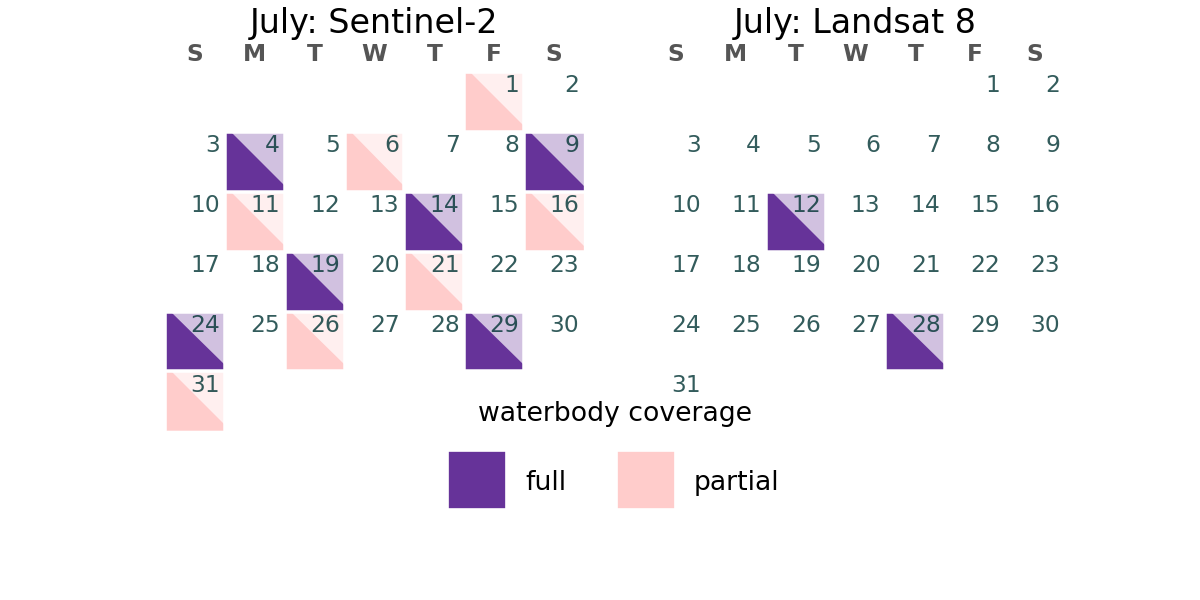 July: Sentinel-2
S M T W T F S
1 2
3 4 5 6 7 8 9
10 11 12 13 14 15 16
17 18 19 20 21 22 23
24 25 26 27 28 29 30
31
July: Landsat 8
S M T W T F S
1 2
3 4 5 6 7 8 9
10 11 12 13 14 15 16
17 18 19 20 21 22 23
24 25 26 27 28 29 30
31
waterbody coverage
full partial